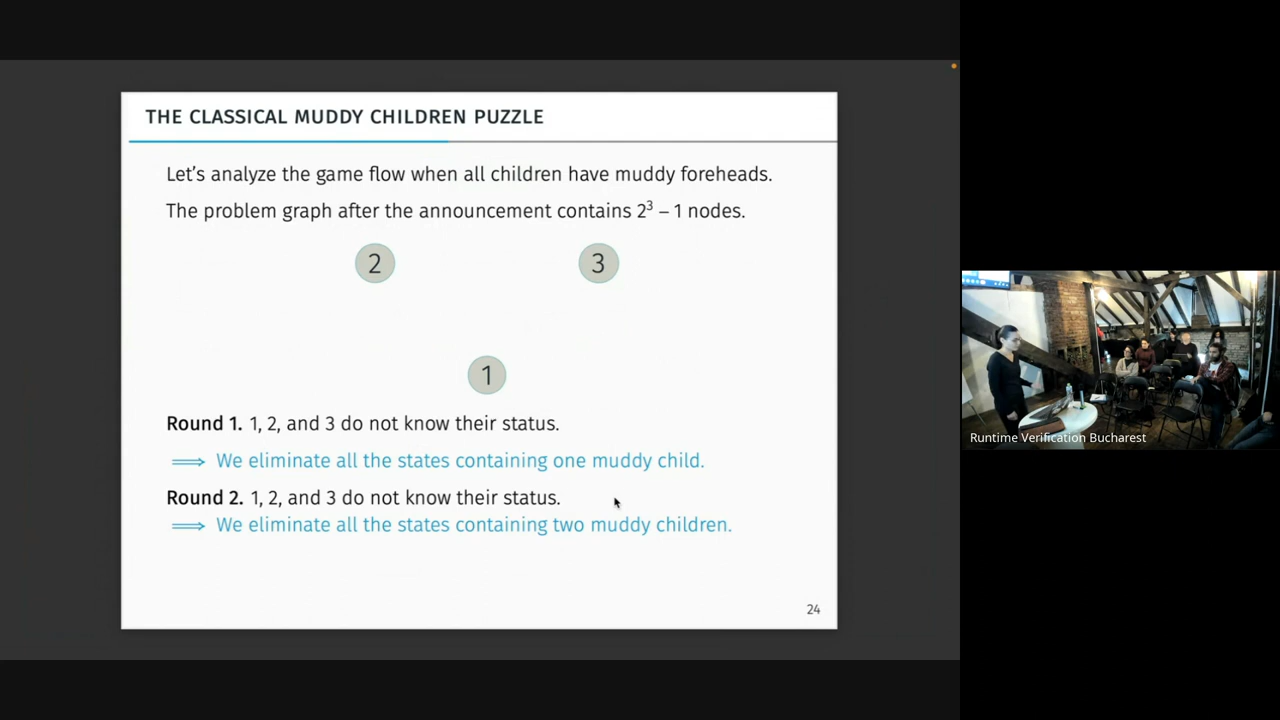 THE CLASSICAL MUDDY CHILDREN PUZZLE
Let's analyze the game flow when all children have muddy foreheads.
The problem graph after the announcement contains 2³ – 1 nodes.
2
3
1
Round 1. 1, 2, and 3 do not know their status.
⟹ We eliminate all the states containing one muddy child.
Round 2. 1, 2, and 3 do not know their status.
⟹ We eliminate all the states containing two muddy children.
24
Runtime Verification Bucharest